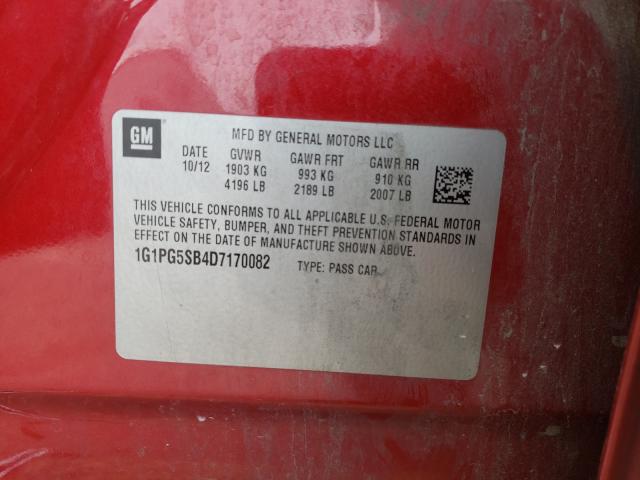 GM
MFD BY GENERAL MOTORS LLC
DATE GVWR GAWR FRT GAWR RR
10/12 1903 KG 993 KG 910 KG
4196 LB 2189 LB 2007 LB
THIS VEHICLE CONFORMS TO ALL APPLICABLE U.S. FEDERAL MOTOR
VEHICLE SAFETY, BUMPER, AND THEFT PREVENTION STANDARDS IN
EFFECT ON THE DATE OF MANUFACTURE SHOWN ABOVE.
1G1PG5SB4D7170082 TYPE: PASS CAR